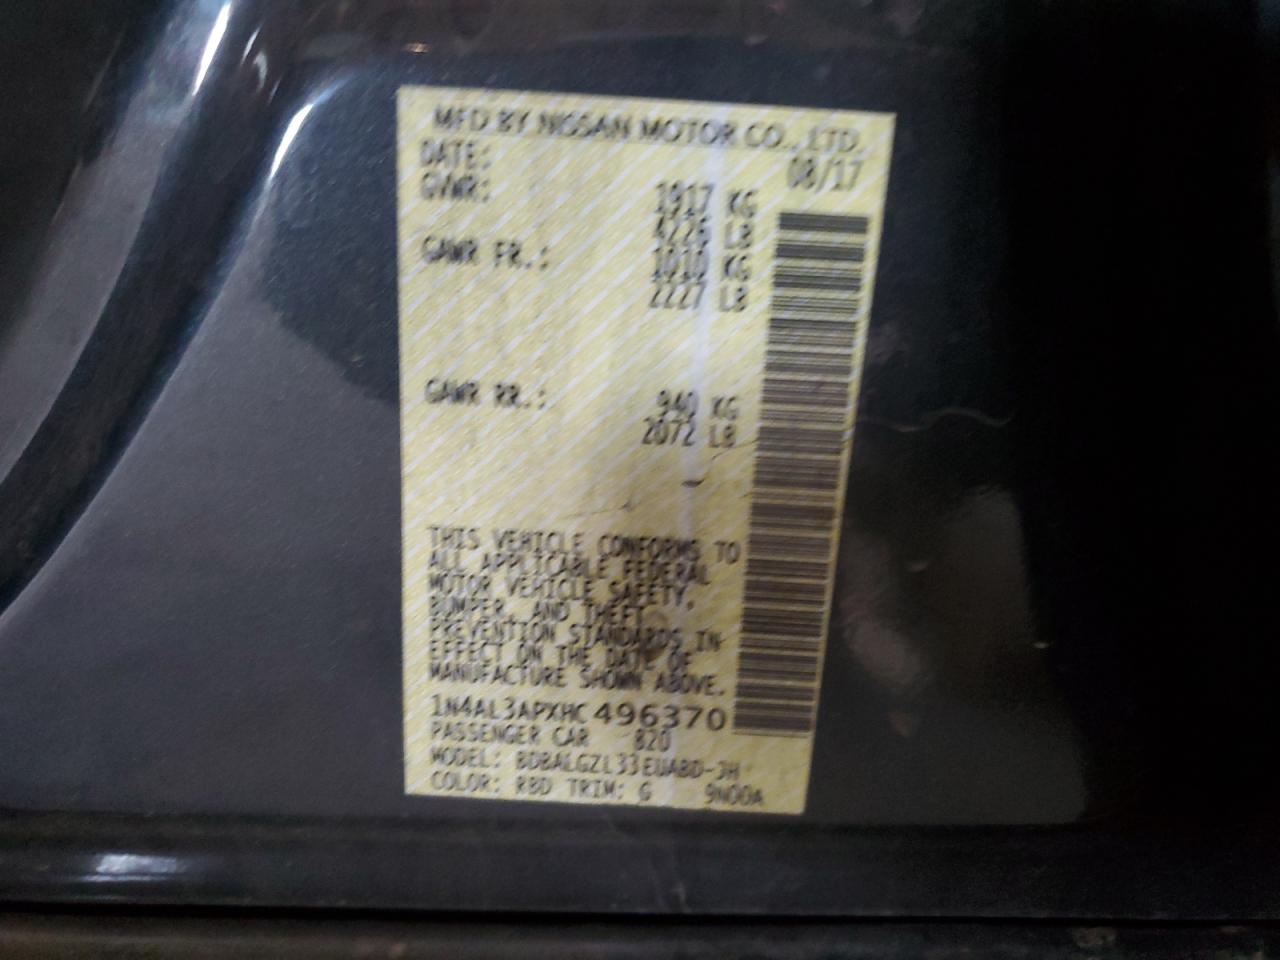 MFD BY NISSAN MOTOR CO., LTD.
DATE: 08/17
GVWR: 1917 KG
4226 LB
GAWR FR.: 1010 KG
2227 LB
GAWR RR.: 940 KG
2072 LB
THIS VEHICLE CONFORMS TO
ALL APPLICABLE FEDERAL
MOTOR VEHICLE SAFETY,
BUMPER, AND THEFT
PREVENTION STANDARDS IN
EFFECT ON THE DATE OF
MANUFACTURE SHOWN ABOVE.
1N4AL3APXHC496370
PASSENGER CAR 820
MODEL: BDBALGZL33EUABD-JH
COLOR: RBD TRIM: G 9N00A